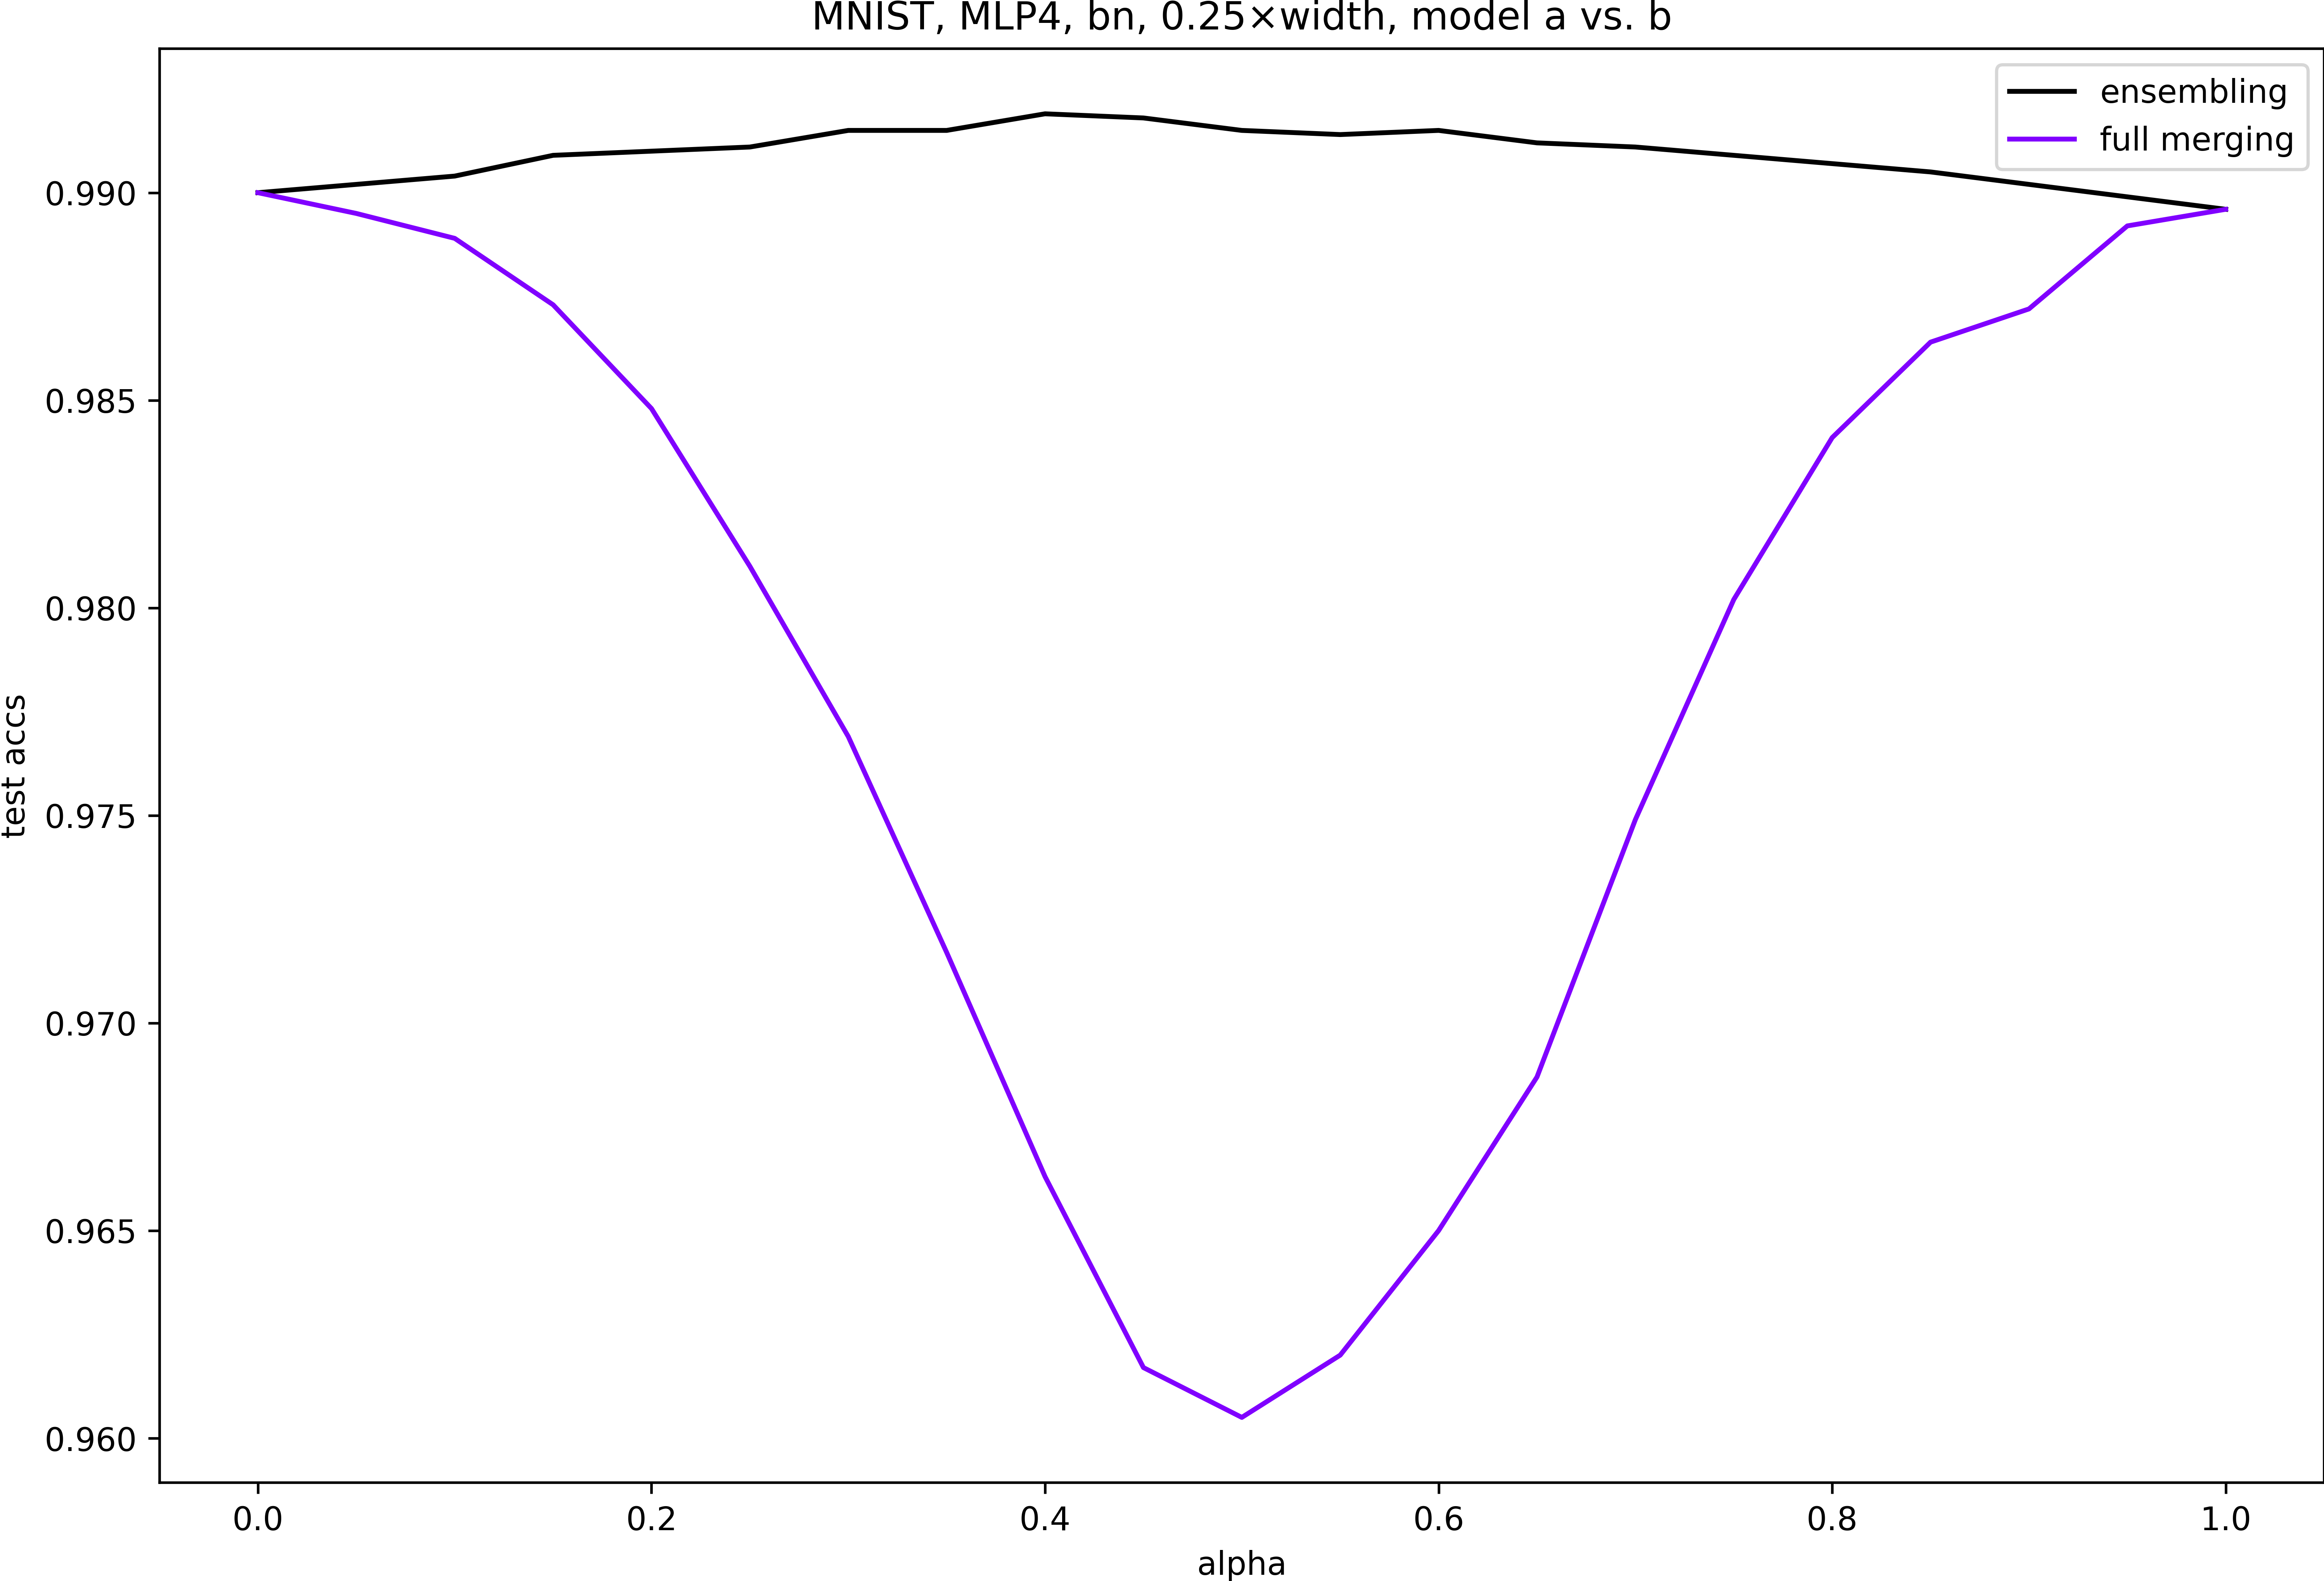 MNIST, MLP4, bn, 0.25×width, model a vs. b
ensembling
full merging
test accs
0.990
0.985
0.980
0.975
0.970
0.965
0.960
0.0
0.2
0.4
0.6
0.8
1.0
alpha